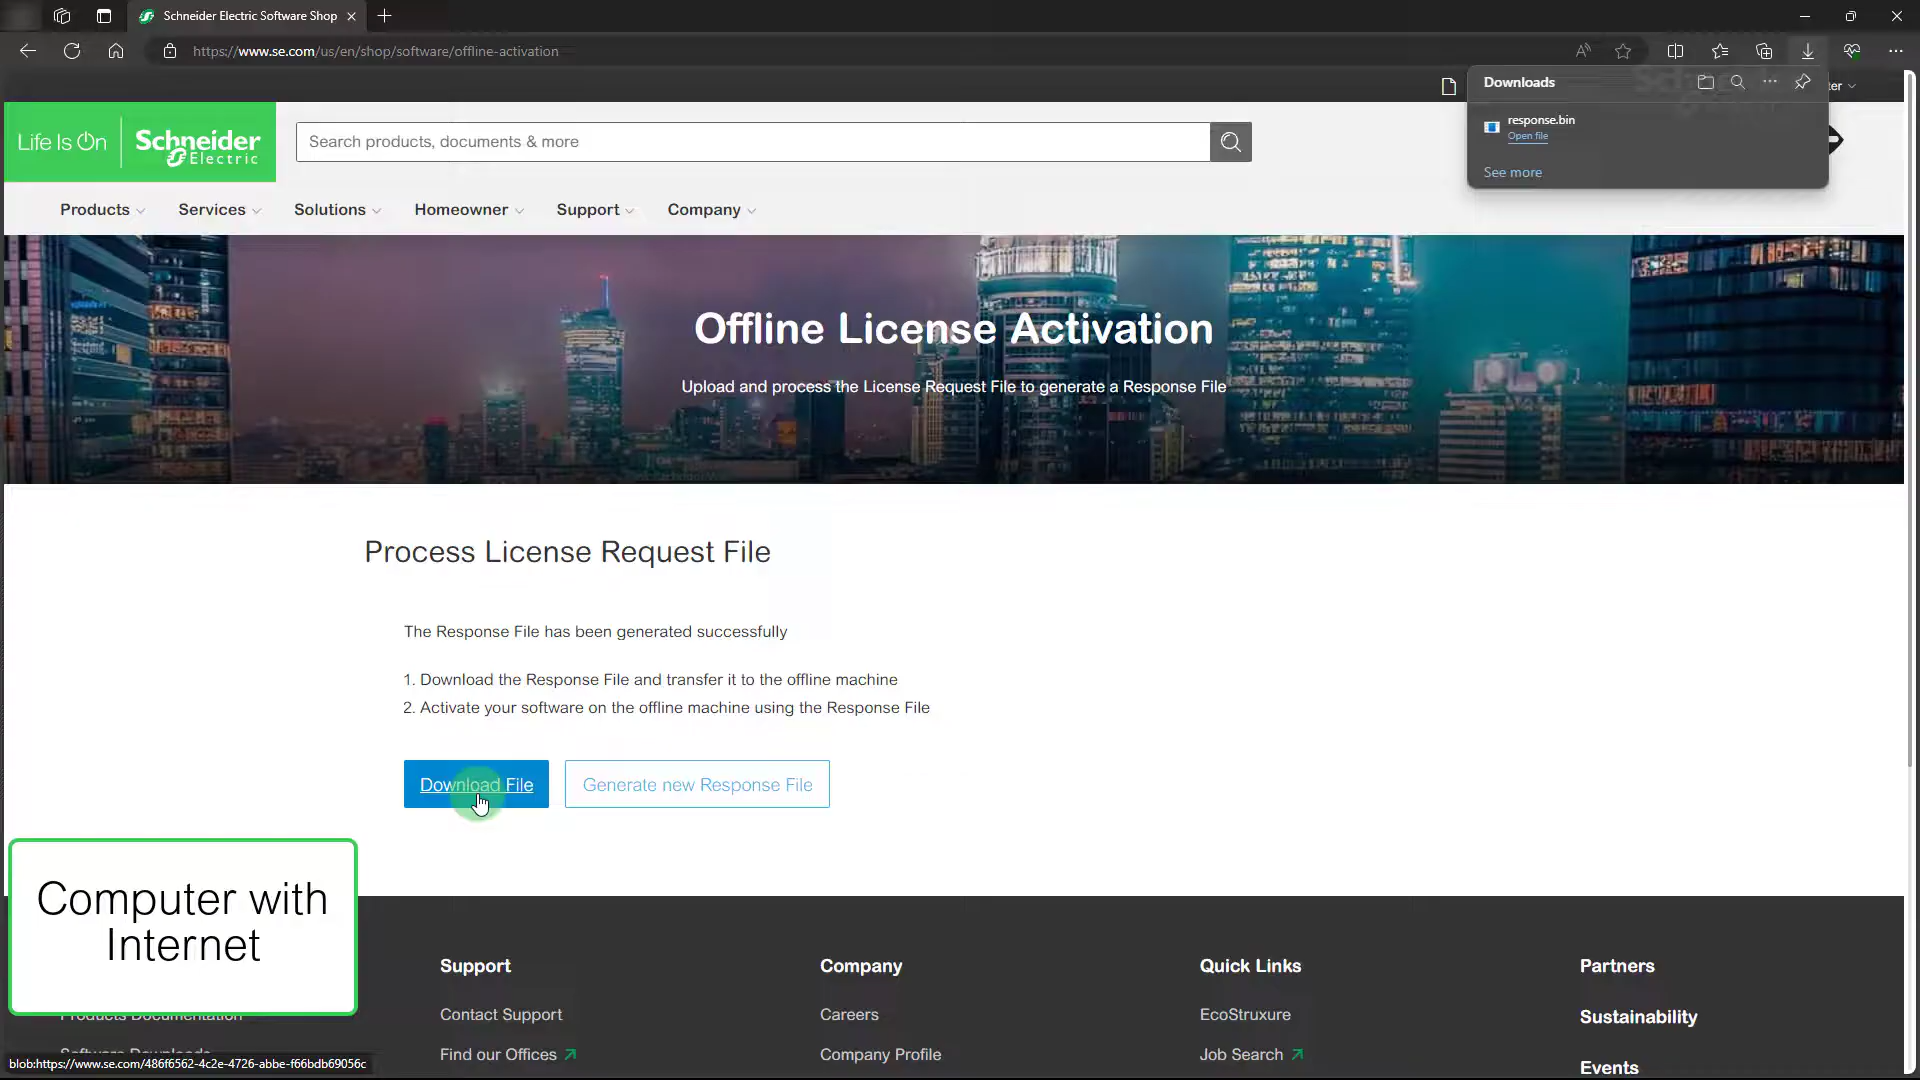 Schneider Electric Software Shop
https://www.se.com/us/en/shop/software/offline-activation
Downloads
response.bin
Open file
See more
Life Is On
Schneider
Electric
Search products, documents & more
Products
Services
Solutions
Homeowner
Support
Company
Offline License Activation
Upload and process the License Request File to generate a Response File
Process License Request File
The Response File has been generated successfully
1. Download the Response File and transfer it to the offline machine
2. Activate your software on the offline machine using the Response File
Download File
Generate new Response File
Computer with
Internet
Support
Company
Quick Links
Partners
Products Documentation
Contact Support
Careers
EcoStruxure
Sustainability
Software Downloads
Find our Offices
Company Profile
Job Search
Events
blob:https://www.se.com/486f6562-4c2e-4726-abbe-f66bdb69056c